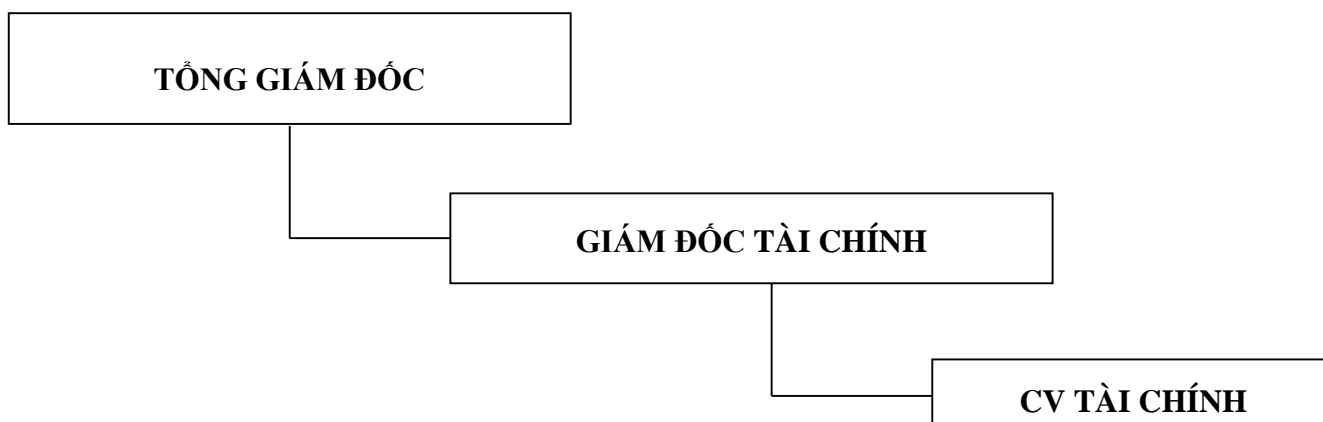 TỔNG GIÁM ĐỐC
GIÁM ĐỐC TÀI CHÍNH
CV TÀI CHÍNH